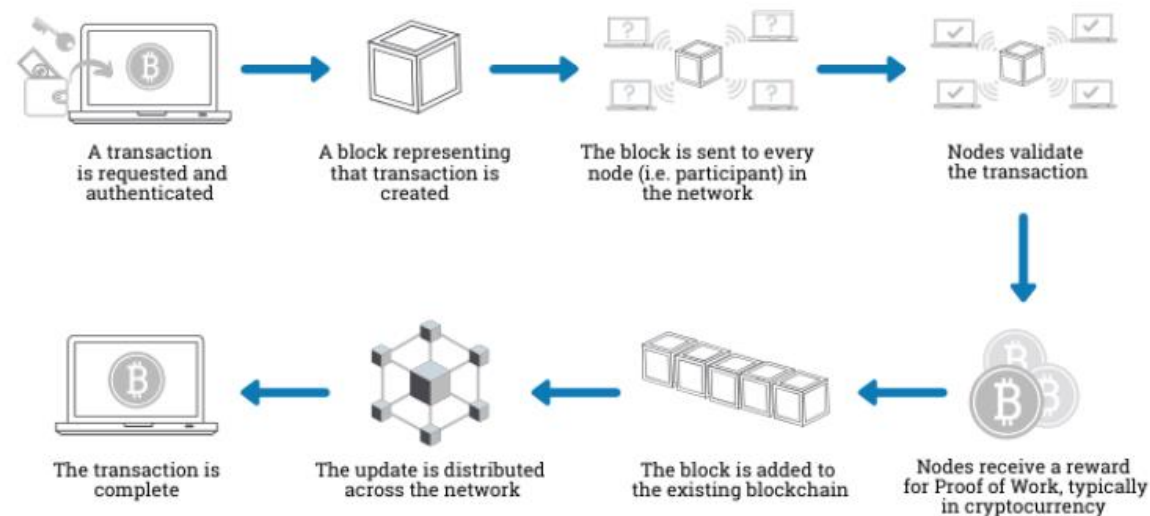 A transaction
is requested and
authenticated
A block representing
that transaction is
created
The block is sent to every
node (i.e. participant) in
the network
Nodes validate
the transaction
Nodes receive a reward
for Proof of Work, typically
in cryptocurrency
The block is added to
the existing blockchain
The update is distributed
across the network
The transaction is
complete